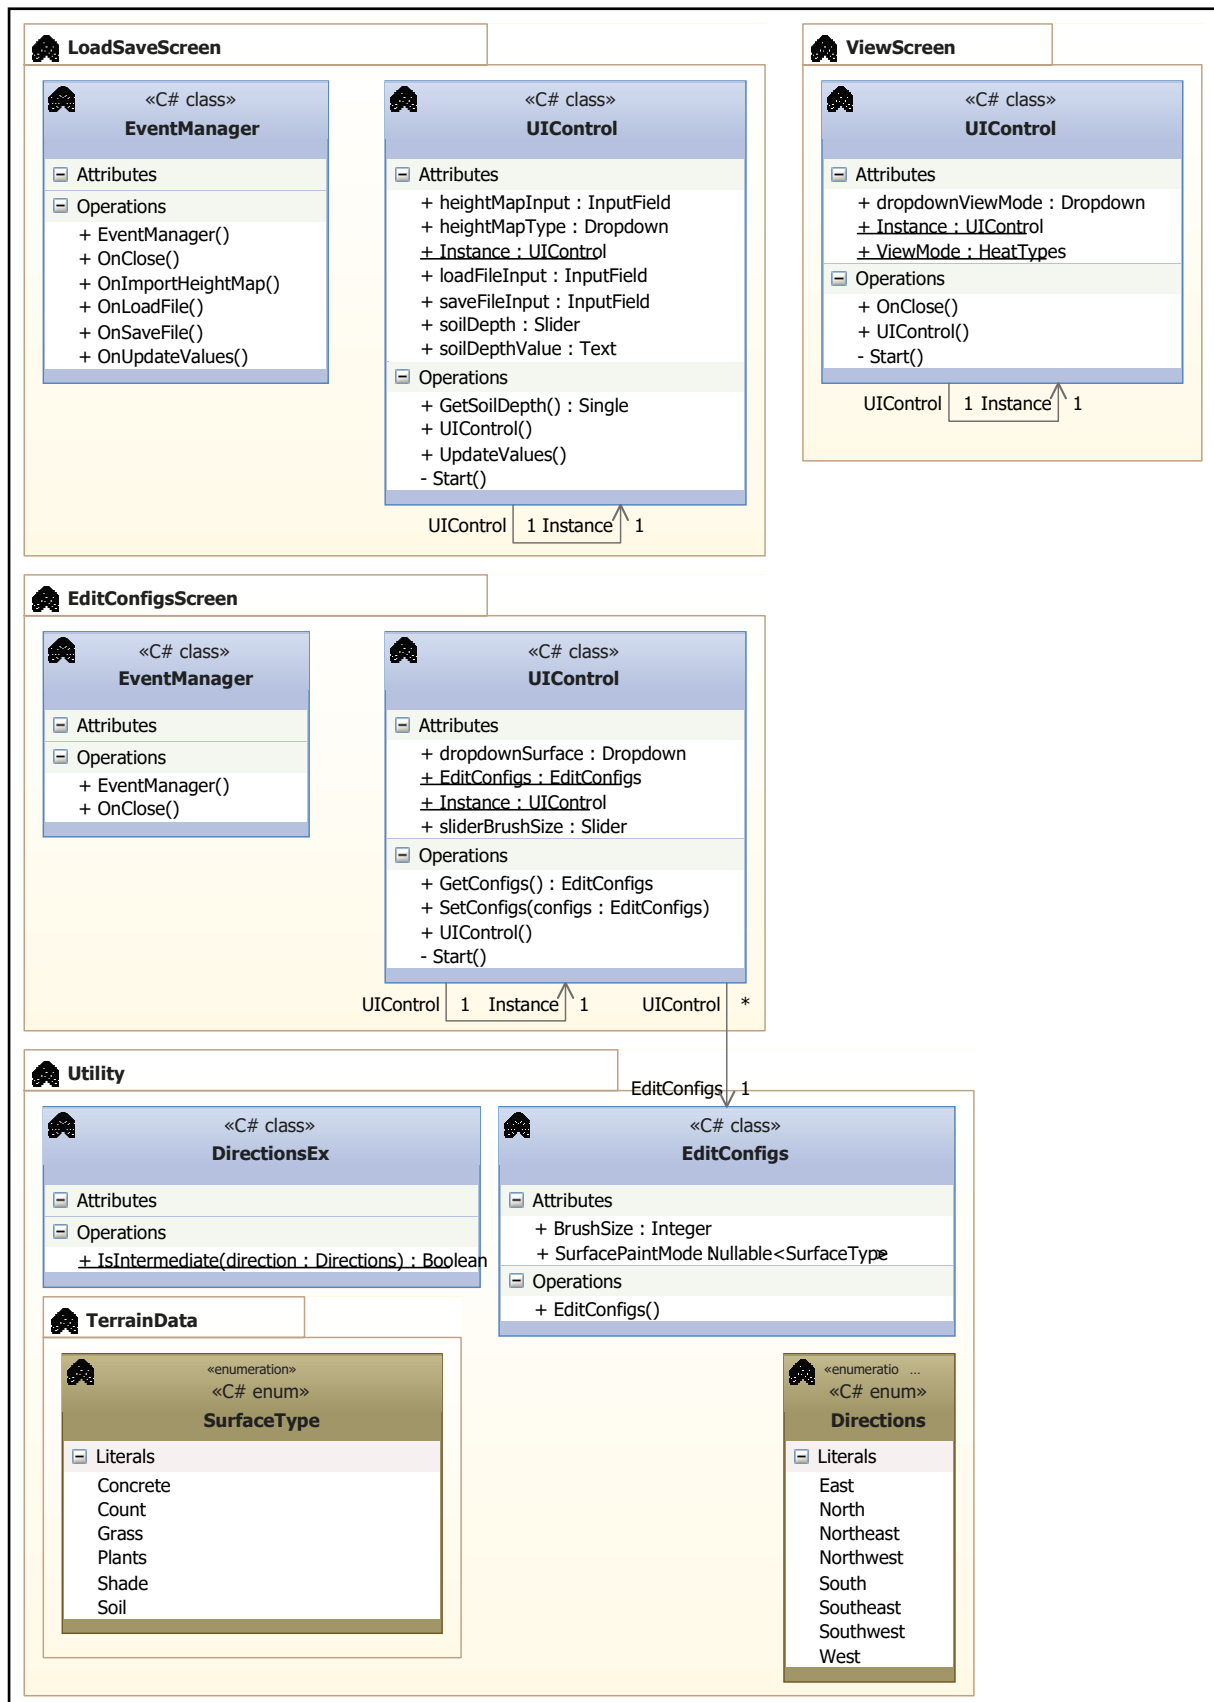 LoadSaveScreen
«C# class»
EventManager
Attributes
Operations
+ EventManager()
+ OnClose()
+ OnImportHeightMap()
+ OnLoadFile()
+ OnSaveFile()
+ OnUpdateValues()
«C# class»
UIControl
Attributes
+ heightMapInput : InputField
+ heightMapType : Dropdown
+ Instance : UIControl
+ loadFileInput : InputField
+ saveFileInput : InputField
+ soilDepth : Slider
+ soilDepthValue : Text
Operations
+ GetSoilDepth() : Single
+ UIControl()
+ UpdateValues()
- Start()
UIControl 1 Instance 1
ViewScreen
«C# class»
UIControl
Attributes
+ dropdownViewMode : Dropdown
+ Instance : UIControl
+ ViewMode : HeatTypes
Operations
+ OnClose()
+ UIControl()
- Start()
UIControl 1 Instance 1
EditConfigsScreen
«C# class»
EventManager
Attributes
Operations
+ EventManager()
+ OnClose()
«C# class»
UIControl
Attributes
+ dropdownSurface : Dropdown
+ EditConfigs : EditConfigs
+ Instance : UIControl
+ sliderBrushSize : Slider
Operations
+ GetConfigs() : EditConfigs
+ SetConfigs(configs : EditConfigs)
+ UIControl()
- Start()
UIControl 1 Instance 1 UIControl *
EditConfigs 1
Utility
«C# class»
DirectionsEx
Attributes
Operations
+ IsIntermediate(direction : Directions) : Boolean
«C# class»
EditConfigs
Attributes
+ BrushSize : Integer
+ SurfacePaintMode : Nullable<SurfaceType>
Operations
+ EditConfigs()
TerrainData
«enumeration»
«C# enum»
SurfaceType
Literals
Concrete
Count
Grass
Plants
Shade
Soil
«enumeratio ...
«C# enum»
Directions
Literals
East
North
Northeast
Northwest
South
Southeast
Southwest
West